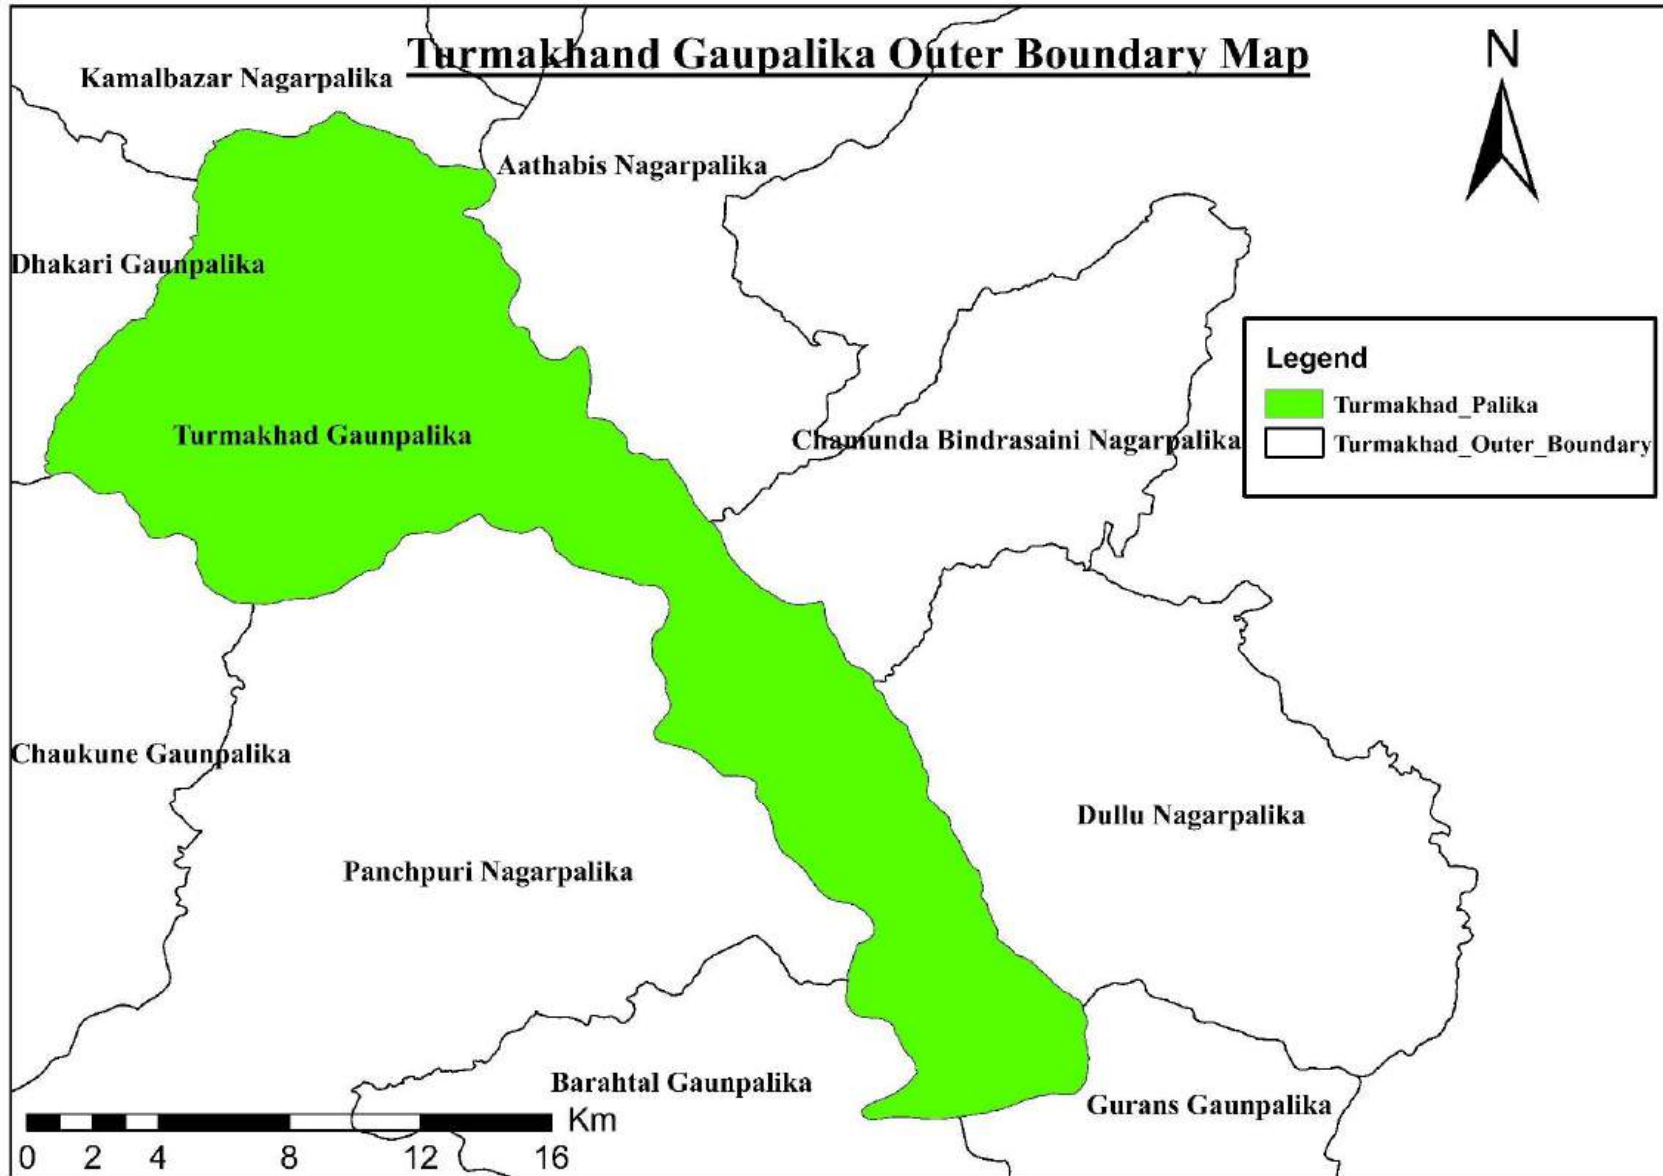 Turmakhand Gaupalika Outer Boundary Map
N
Kamalbazar Nagarpalika
Aathabis Nagarpalika
Dhakari Gaunpalika
Legend
Turmakhad_Palika
Turmakhad_Outer_Boundary
Turmakhad Gaunpalika
Chamunda Bindrasaini Nagarpalika
Chaukune Gaunpalika
Dullu Nagarpalika
Panchpuri Nagarpalika
Barahtal Gaunpalika
Gurans Gaunpalika
Km
0 2 4 8 12 16